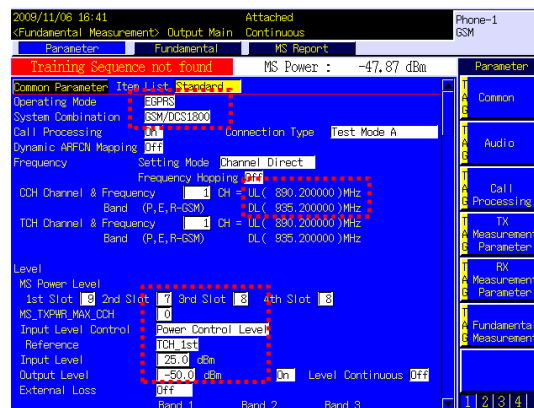 2009/11/06 16:41 Attached Phone-1
<Fundamental Measurement> Output Main Continuous GSM
Parameter Fundamental MS Report
Training Sequence not found MS Power : -47.87 dBm Parameter
Common Parameter Item List Standard
Operating Mode EGPRS
System Combination GSM/DCS1800
Call Processing On Connection Type Test Mode A
Dynamic ARFCN Mapping Off
Frequency Setting Mode Channel Direct
Frequency Hopping Off
CCH Channel & Frequency 1 CH = UL( 890.200000)MHz
Band (P,E,R-GSM) DL( 935.200000)MHz
TCH Channel & Frequency 1 CH = UL( 890.200000)MHz
Band (P,E,R-GSM) DL( 935.200000)MHz
Level
MS Power Level
1st Slot 9 2nd Slot 7 3rd Slot 8 4th Slot 8
MS_TXPWR_MAX_CCH 0
Input Level Control Power Control Level
Reference TCH_1st
Input Level 25.0 dBm
Output Level -50.0 dBm On Level Continuous Off
External Loss Off
Band 1 Band 2 Band 3
TAG Common
TAG Audio
TAG Call Processing
TAG TX Measurement Parameter
TAG RX Measurement Parameter
TAG Fundamental Measurement
1 2 3 4